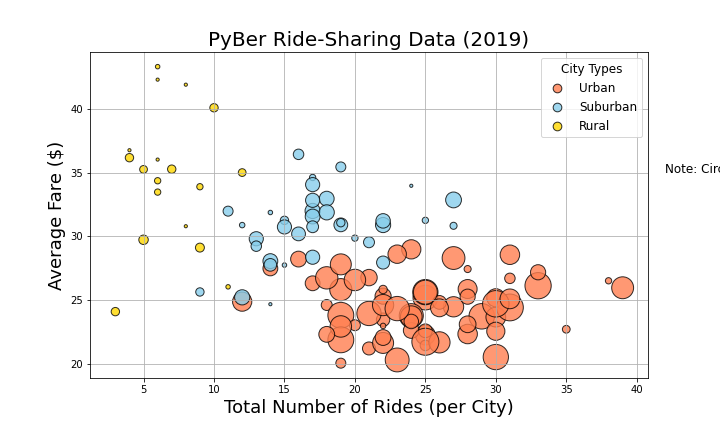 PyBer Ride-Sharing Data (2019)
City Types
Urban
Suburban
Rural
Note:
Average Fare ($)
40
35
30
25
20
5 10 15 20 25 30 35 40
Total Number of Rides (per City)